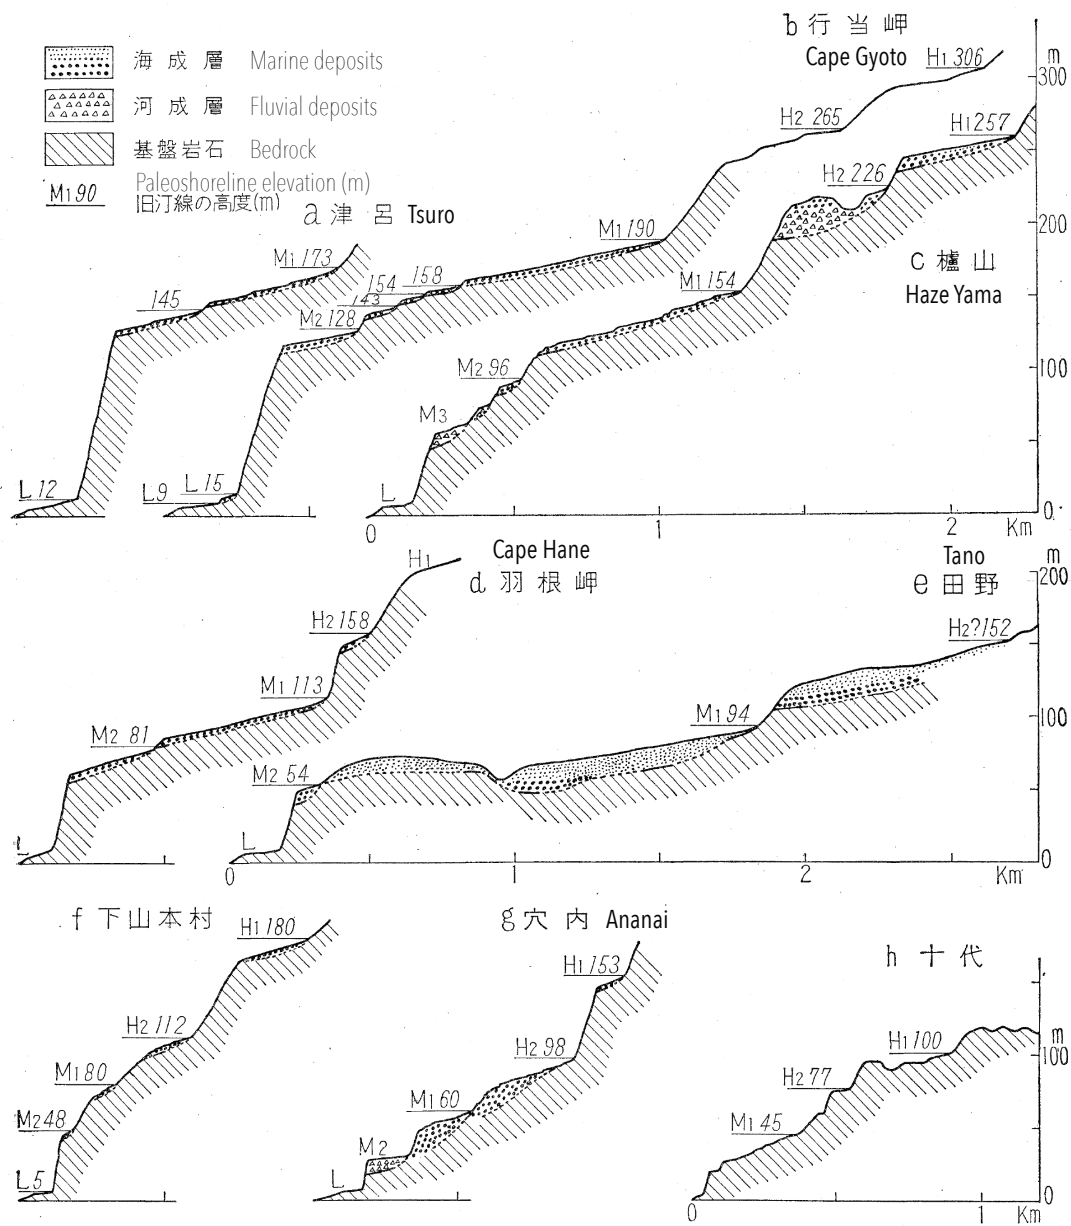 海成層 Marine deposits
河成層 Fluvial deposits
基盤岩石 Bedrock
M1 90 Paleoshoreline elevation (m)
旧汀線の高度(m)
a 津呂 Tsuro
M1 173
145
L 12
b 行当岬
Cape Gyoto
H1 306
H2 265
M1 190
158
154
143
M2 128
L 15
L9
m
300
200
100
0
c 櫨山
Haze Yama
H1 257
H2 226
M1 154
M2 96
M3
L
0
1
2
Km
Cape Hane
d 羽根岬
H1
H2 158
M1 113
M2 81
L
Tano
e 田野
H2? 152
M1 94
M2 54
L
m
200
100
0
0
1
2
Km
f 下山本村
H1 180
H2 112
M1 80
M2 48
L 5
g 穴内 Ananai
H1 153
H2 98
M1 60
M2
L
h 十代
H1 100
H2 77
M1 45
m
100
0
0
1
Km